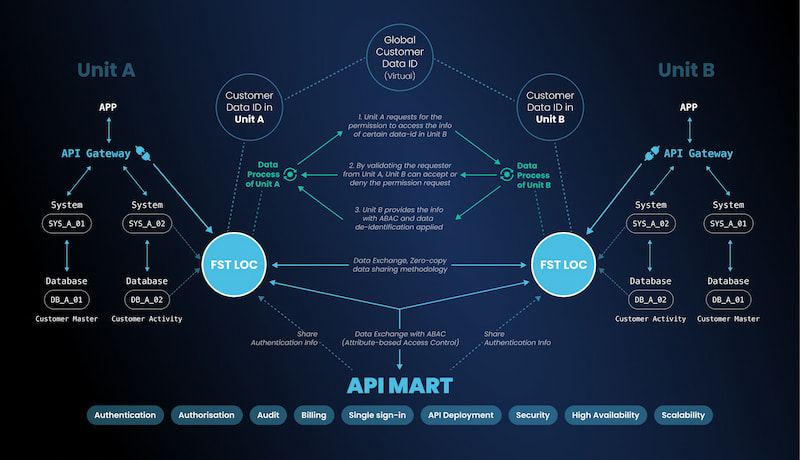 Global
Customer
Data ID
(Virtual)
Unit A
Unit B
Customer
Data ID in
Unit A
Customer
Data ID in
Unit B
APP
API Gateway
System
SYS_A_01
System
SYS_A_02
Database
DB_A_01
Customer Master
Database
DB_A_02
Customer Activity
1. Unit A requests for the
permission to access the info
of certain data-id in Unit B
Data
Process
of Unit A
2. By validating the requester
from Unit A, Unit B can accept or
deny the permission request
Data
Process
of Unit B
3. Unit B provides the info
with ABAC and data
de-identification applied
APP
API Gateway
System
SYS_A_02
System
SYS_A_01
Database
DB_A_02
Customer Activity
Database
DB_A_01
Customer Master
FST LOC
Data Exchange, Zero-copy
data sharing methodology
FST LOC
Share
Authentication Info
Data Exchange with ABAC
(Attribute-based Access Control)
Share
Authentication Info
API MART
Authentication
Authorisation
Audit
Billing
Single sign-in
API Deployment
Security
High Availability
Scalability